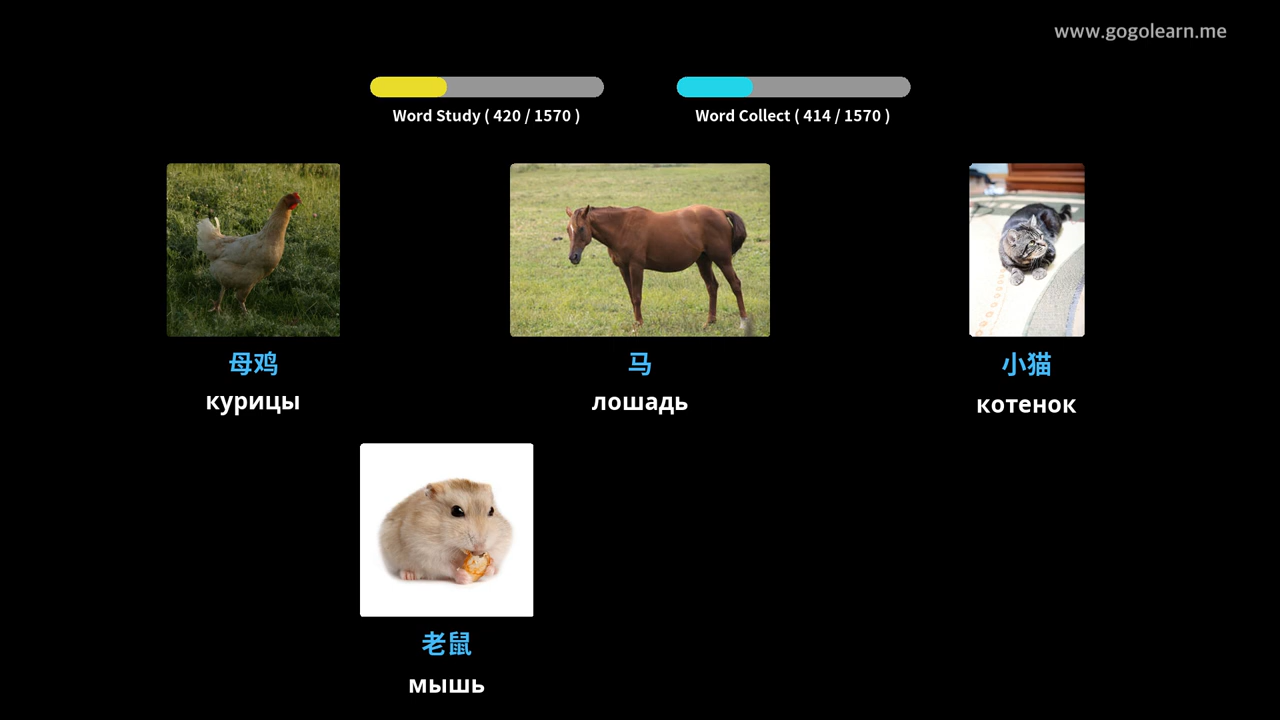 www.gogolearn.me
Word Study ( 420 / 1570 )
Word Collect ( 414 / 1570 )
母鸡
курицы
马
лошадь
小猫
котенок
老鼠
мышь